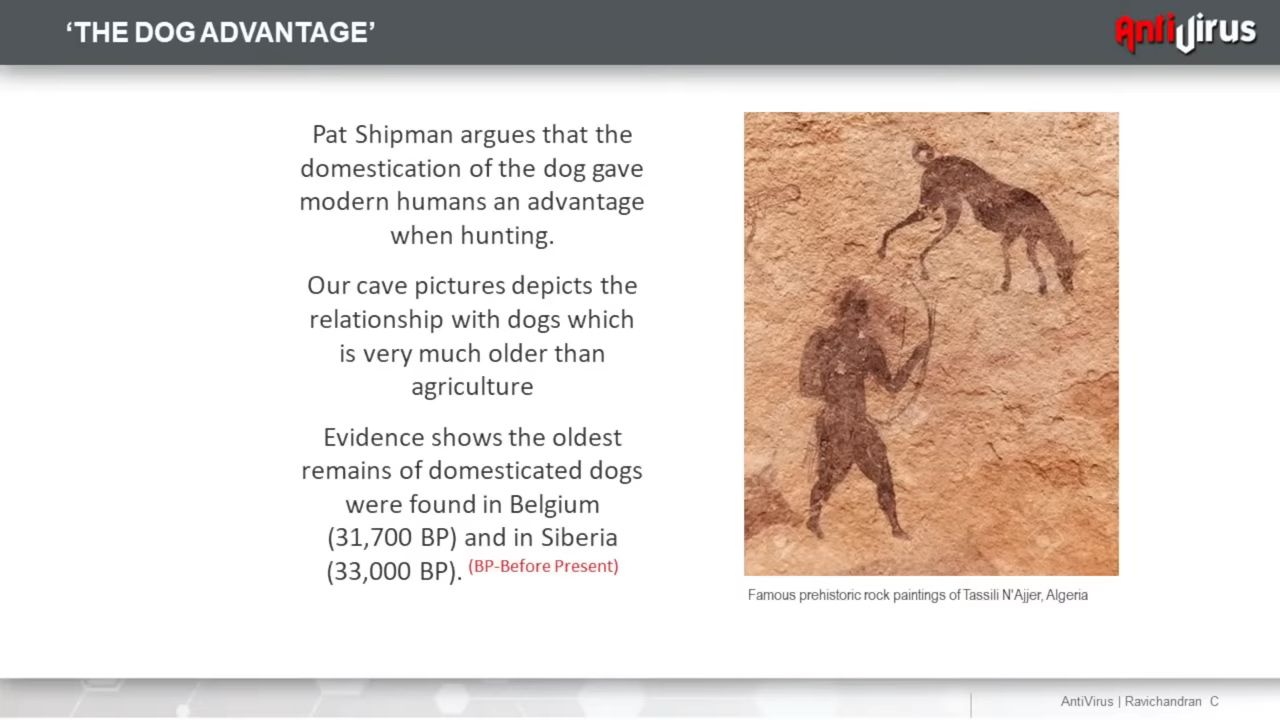 ‘THE DOG ADVANTAGE’
AntiVirus
Pat Shipman argues that the
domestication of the dog gave
modern humans an advantage
when hunting.
Our cave pictures depicts the
relationship with dogs which
is very much older than
agriculture
Evidence shows the oldest
remains of domesticated dogs
were found in Belgium
(31,700 BP) and in Siberia
(33,000 BP). (BP-Before Present)
Famous prehistoric rock paintings of Tassili N'Ajjer, Algeria
AntiVirus | Ravichandran C